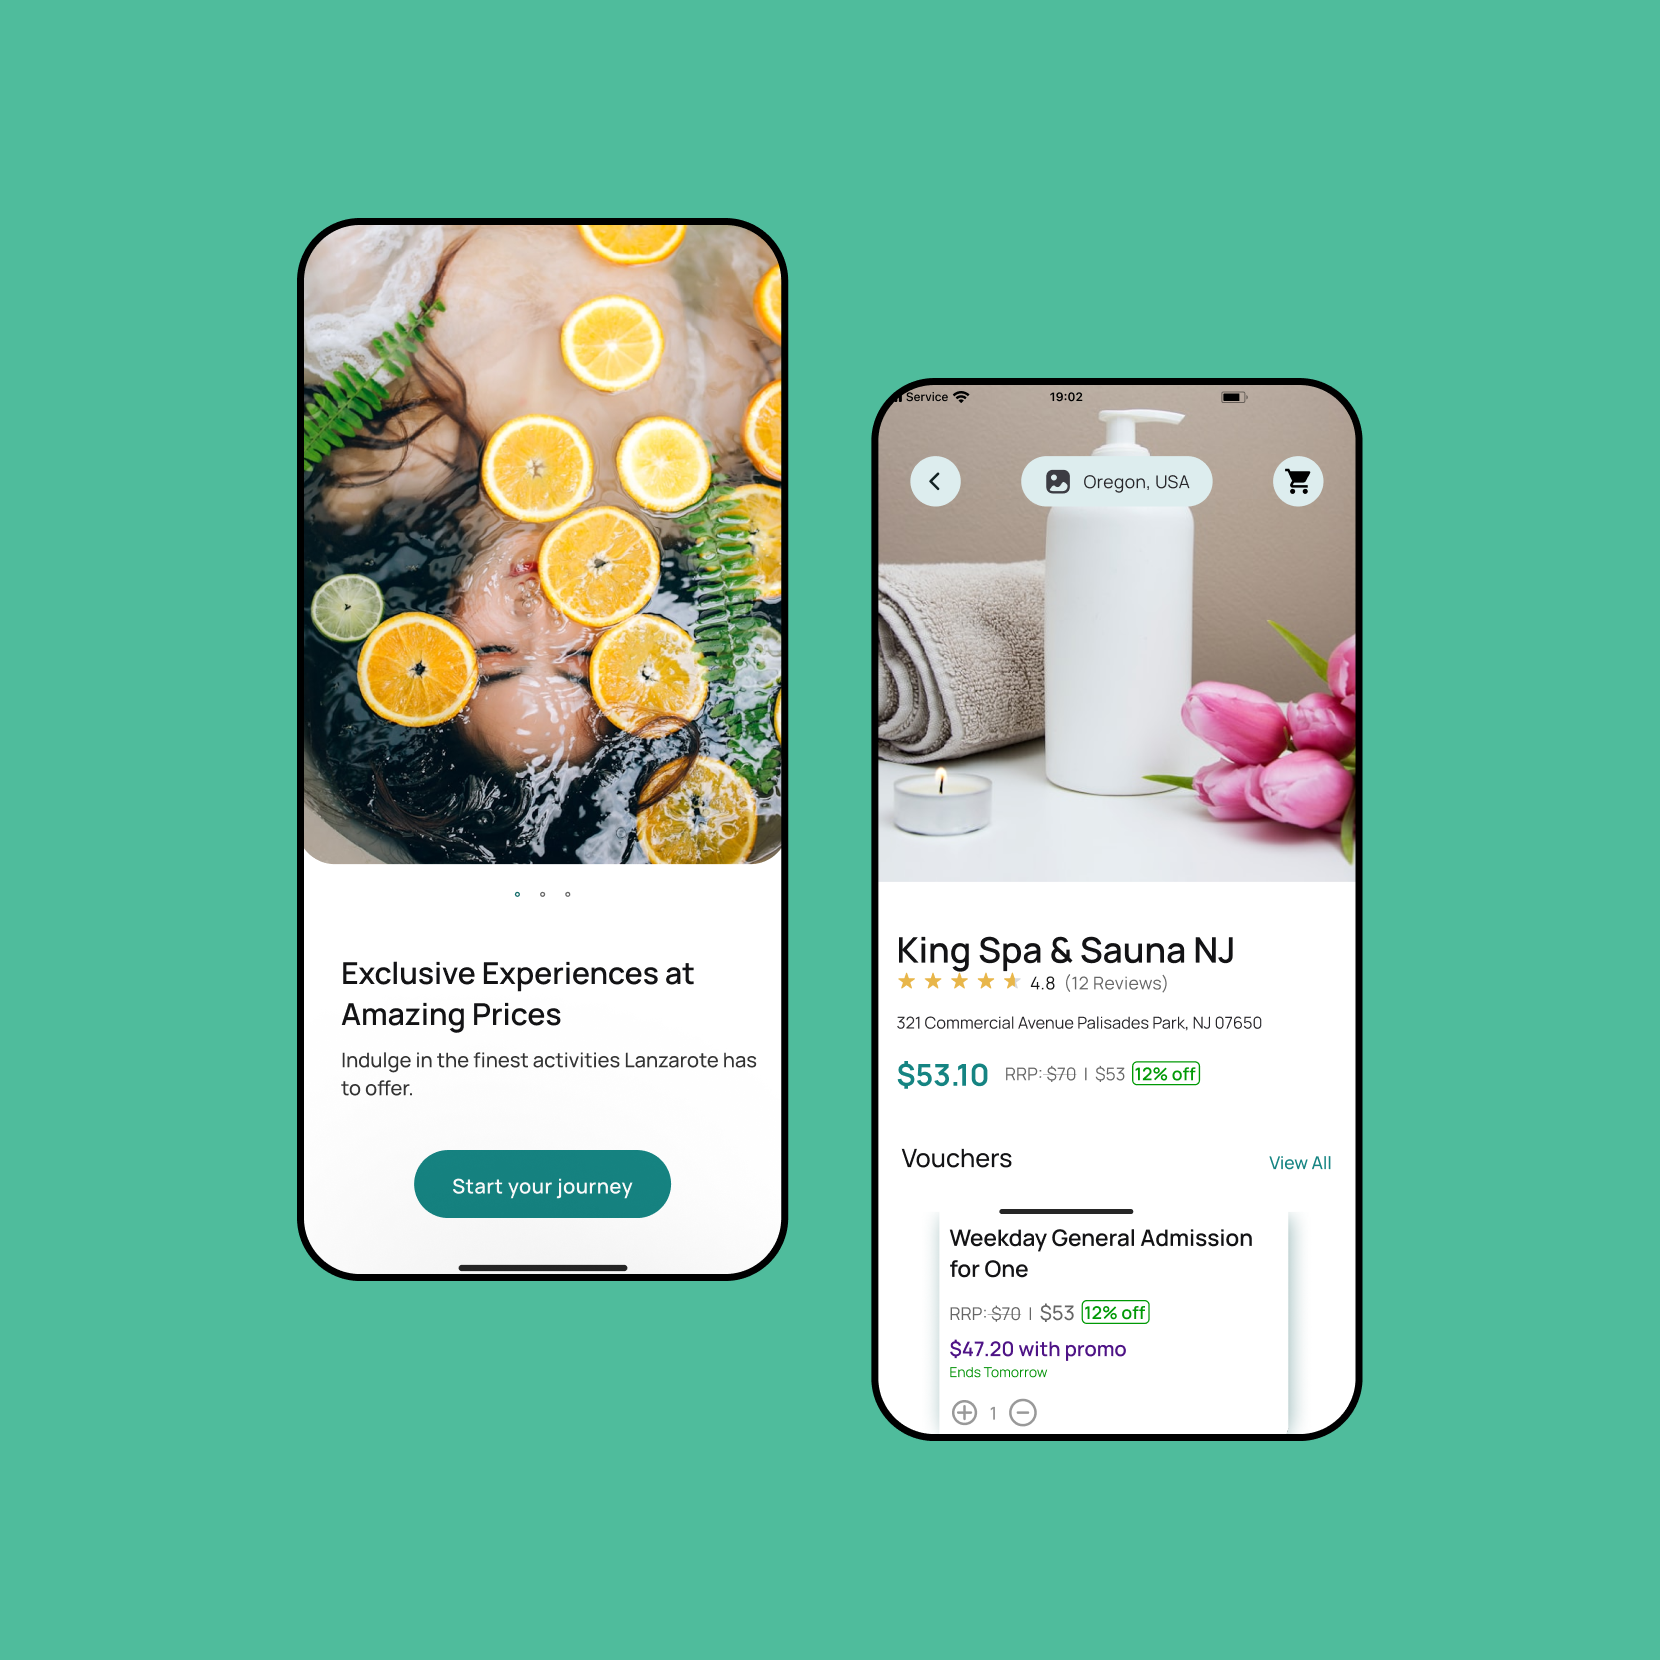 Exclusive Experiences at
Amazing Prices
Indulge in the finest activities Lanzarote has
to offer.
Start your journey
Service 19:02
Oregon, USA
King Spa & Sauna NJ
4.8 (12 Reviews)
321 Commercial Avenue Palisades Park, NJ 07650
$53.10 RRP: $70 | $53 12% off
Vouchers View All
Weekday General Admission
for One
RRP: $70 | $53 12% off
$47.20 with promo
Ends Tomorrow
1